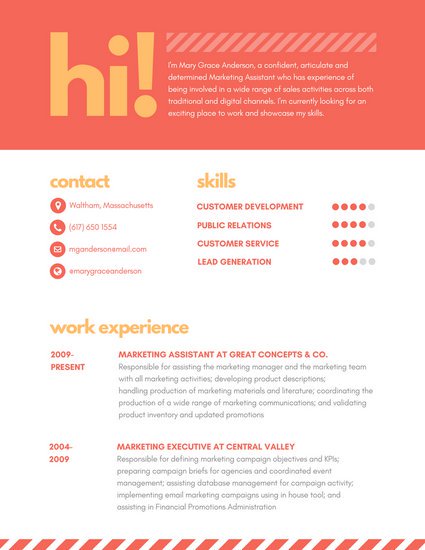 hi!
I'm Mary Grace Anderson, a confident, articulate and
determined Marketing Assistant who has experience of
being involved in a wide range of sales activities across both
traditional and digital channels. I'm currently looking for an
exciting place to work and showcase my skills.
contact
Waltham, Massachusetts
(617) 650 1554
mganderson@email.com
@marygraceanderson
skills
CUSTOMER DEVELOPMENT
PUBLIC RELATIONS
CUSTOMER SERVICE
LEAD GENERATION
work experience
2009-
PRESENT
MARKETING ASSISTANT AT GREAT CONCEPTS & CO.
Responsible for assisting the marketing manager and the marketing team
with all marketing activities; developing product descriptions;
handling production of marketing materials and literature; coordinating the
production of a wide range of marketing communications; and validating
product inventory and updated promotions
2004-
2009
MARKETING EXECUTIVE AT CENTRAL VALLEY
Responsible for defining marketing campaign objectives and KPIs;
preparing campaign briefs for agencies and coordinated event
management; assisting database management for campaign activity;
implementing email marketing campaigns using in house tool; and
assisting in Financial Promotions Administration